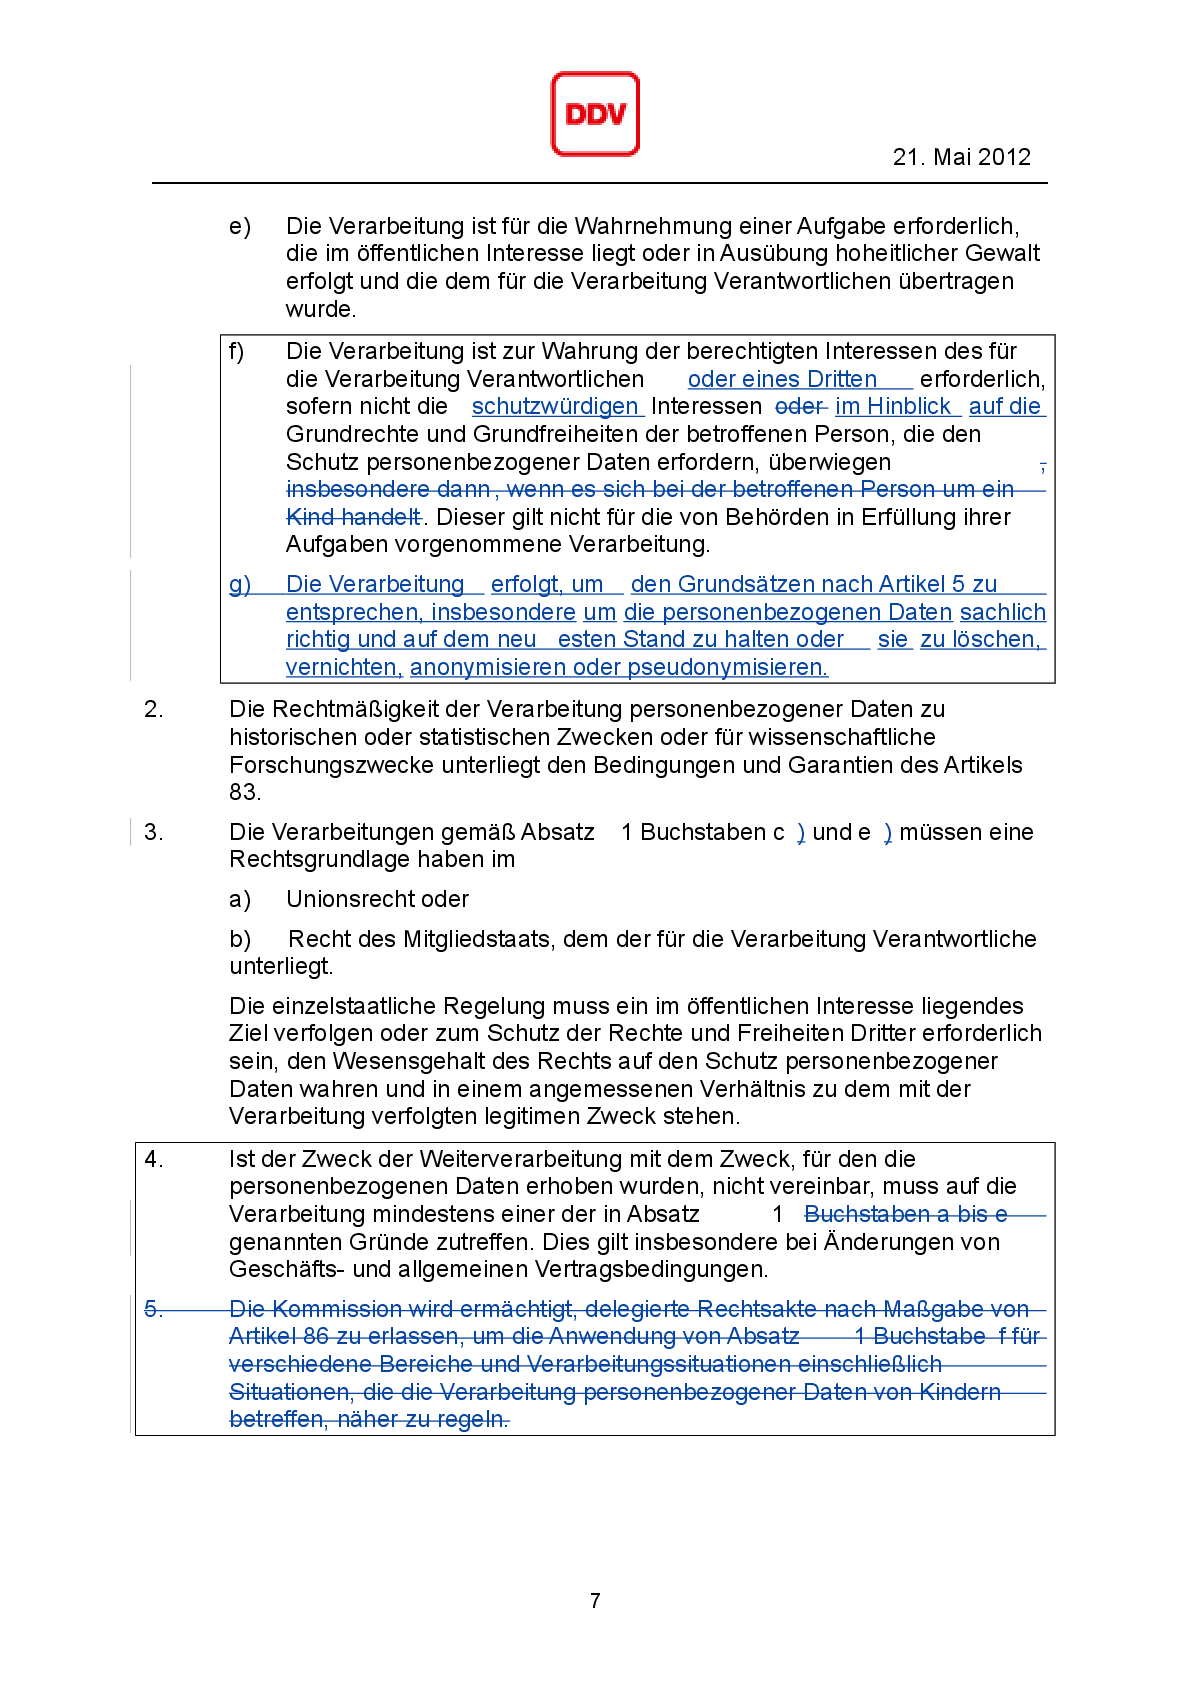 DDV
21. Mai 2012
e) Die Verarbeitung ist für die Wahrnehmung einer Aufgabe erforderlich,
die im öffentlichen Interesse liegt oder in Ausübung hoheitlicher Gewalt
erfolgt und die dem für die Verarbeitung Verantwortlichen übertragen
wurde.
f) Die Verarbeitung ist zur Wahrung der berechtigten Interessen des für
die Verarbeitung Verantwortlichen oder eines Dritten erforderlich,
sofern nicht die schutzwürdigen Interessen oder im Hinblick auf die
Grundrechte und Grundfreiheiten der betroffenen Person, die den
Schutz personenbezogener Daten erfordern, überwiegen ,
insbesondere dann, wenn es sich bei der betroffenen Person um ein
Kind handelt. Dieser gilt nicht für die von Behörden in Erfüllung ihrer
Aufgaben vorgenommene Verarbeitung.
g) Die Verarbeitung erfolgt, um den Grundsätzen nach Artikel 5 zu
entsprechen, insbesondere um die personenbezogenen Daten sachlich
richtig und auf dem neu esten Stand zu halten oder sie zu löschen,
vernichten, anonymisieren oder pseudonymisieren.
2. Die Rechtmäßigkeit der Verarbeitung personenbezogener Daten zu
historischen oder statistischen Zwecken oder für wissenschaftliche
Forschungszwecke unterliegt den Bedingungen und Garantien des Artikels
83.
3. Die Verarbeitungen gemäß Absatz 1 Buchstaben c ) und e ) müssen eine
Rechtsgrundlage haben im
a) Unionsrecht oder
b) Recht des Mitgliedstaats, dem der für die Verarbeitung Verantwortliche
unterliegt.
Die einzelstaatliche Regelung muss ein im öffentlichen Interesse liegendes
Ziel verfolgen oder zum Schutz der Rechte und Freiheiten Dritter erforderlich
sein, den Wesensgehalt des Rechts auf den Schutz personenbezogener
Daten wahren und in einem angemessenen Verhältnis zu dem mit der
Verarbeitung verfolgten legitimen Zweck stehen.
4. Ist der Zweck der Weiterverarbeitung mit dem Zweck, für den die
personenbezogenen Daten erhoben wurden, nicht vereinbar, muss auf die
Verarbeitung mindestens einer der in Absatz 1 Buchstaben a bis e
genannten Gründe zutreffen. Dies gilt insbesondere bei Änderungen von
Geschäfts- und allgemeinen Vertragsbedingungen.
5. Die Kommission wird ermächtigt, delegierte Rechtsakte nach Maßgabe von
Artikel 86 zu erlassen, um die Anwendung von Absatz 1 Buchstabe f für
verschiedene Bereiche und Verarbeitungssituationen einschließlich
Situationen, die die Verarbeitung personenbezogener Daten von Kindern
betreffen, näher zu regeln.
7